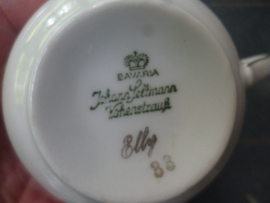 BAVARIA
Johann Seltmann
Vohenstrauß
Elly
83